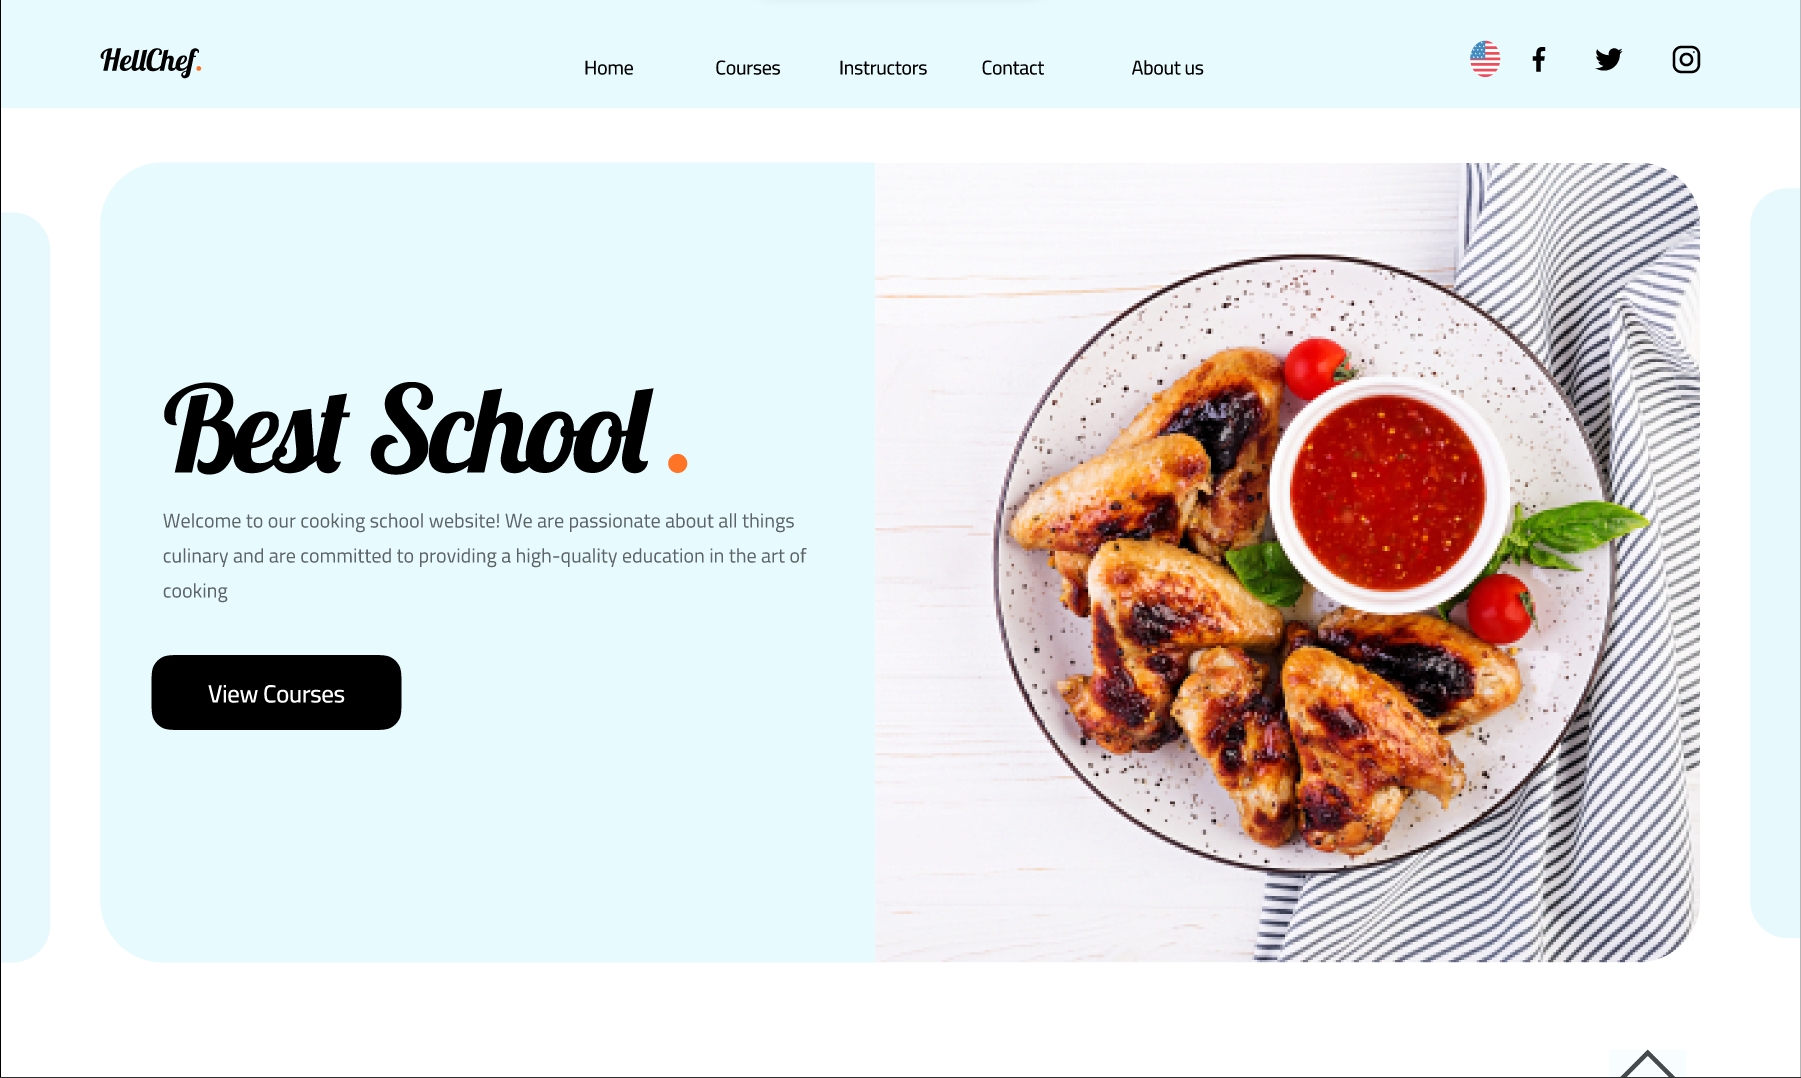 HellChef.
Home Courses Instructors Contact About us
Best School.
Welcome to our cooking school website! We are passionate about all things
culinary and are committed to providing a high-quality education in the art of
cooking
View Courses